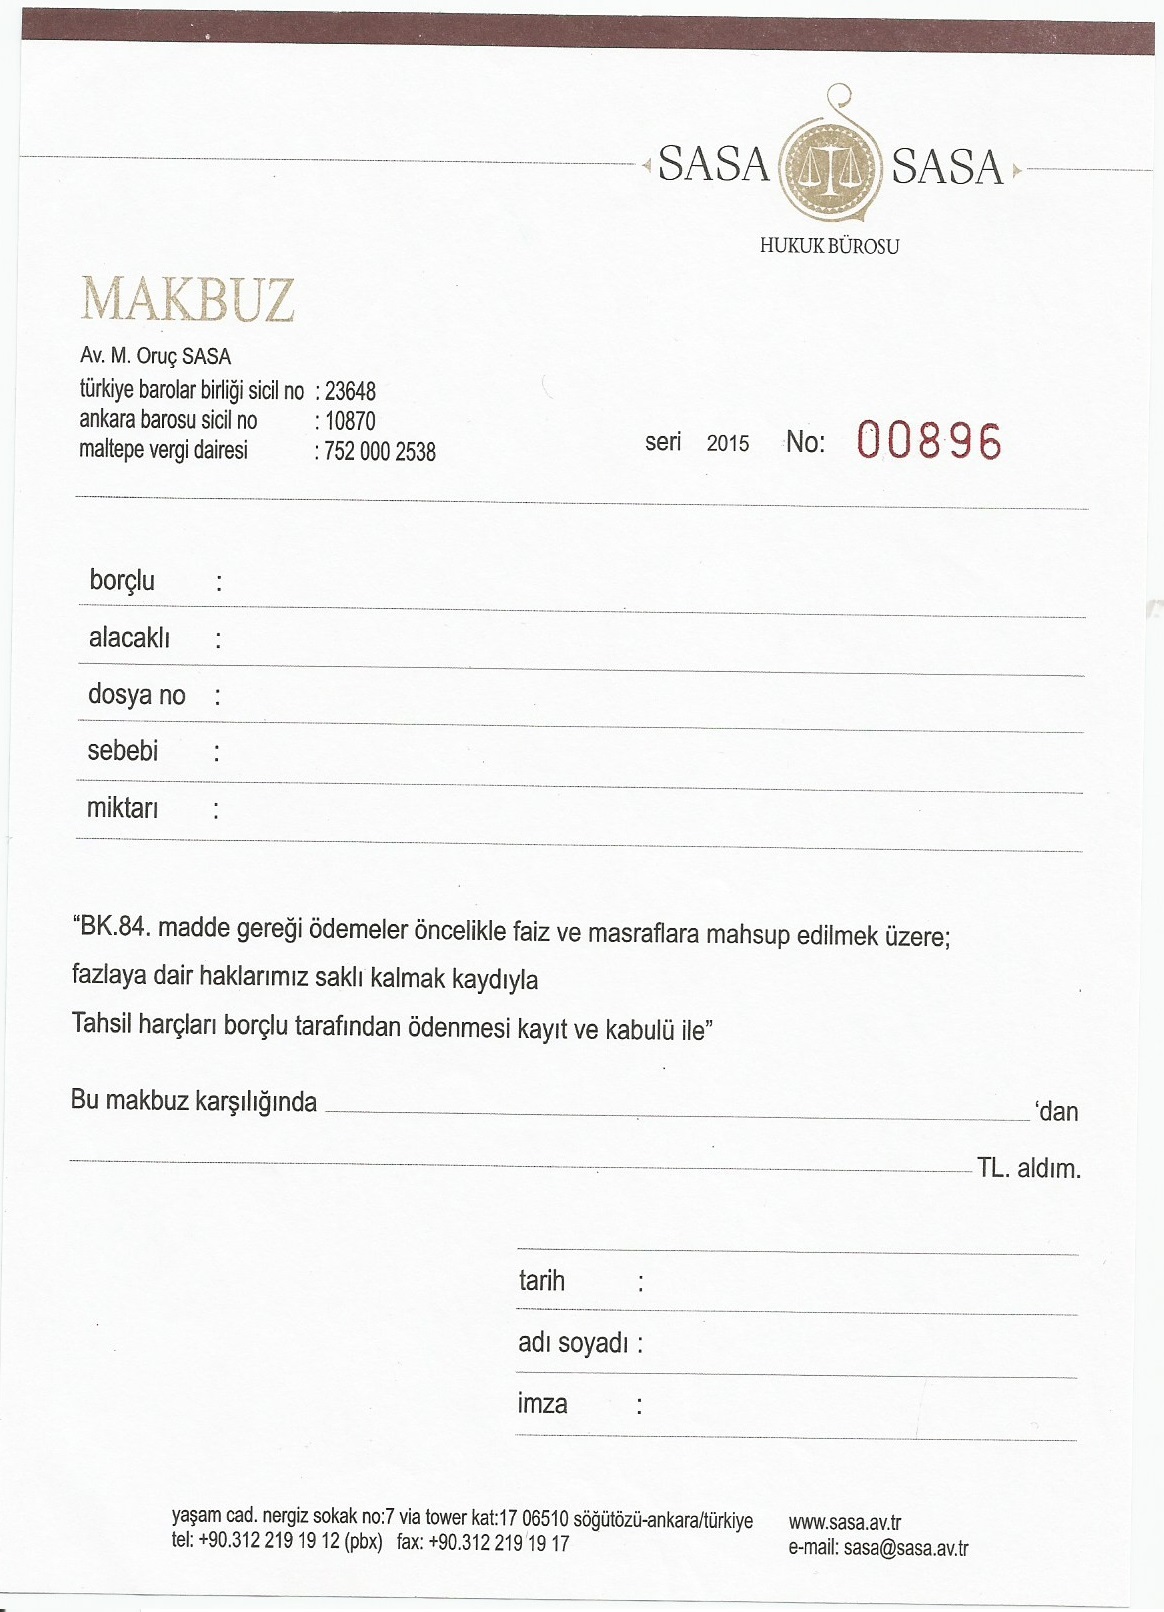 SASA SASA
HUKUK BÜROSU
MAKBUZ
Av. M. Oruç SASA
türkiye barolar birliği sicil no : 23648
ankara barosu sicil no : 10870
maltepe vergi dairesi : 752 000 2538
seri 2015 No: 00896
borçlu :
alacaklı :
dosya no :
sebebi :
miktarı :
“BK.84. madde gereği ödemeler öncelikle faiz ve masraflara mahsup edilmek üzere;
fazlaya dair haklarımız saklı kalmak kaydıyla
Tahsil harçları borçlu tarafından ödenmesi kayıt ve kabulü ile”
Bu makbuz karşılığında ‘dan
TL. aldım.
tarih :
adı soyadı :
imza :
yaşam cad. nergiz sokak no:7 via tower kat:17 06510 söğütözü-ankara/türkiye www.sasa.av.tr
tel: +90.312 219 19 12 (pbx) fax: +90.312 219 19 17 e-mail: sasa@sasa.av.tr